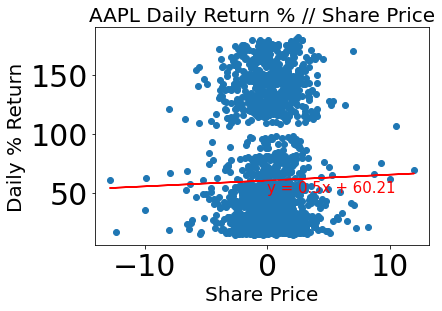 AAPL Daily Return % // Share Price
Daily % Return
150
100
50
y = 0.5x + 60.21
−10 0 10
Share Price